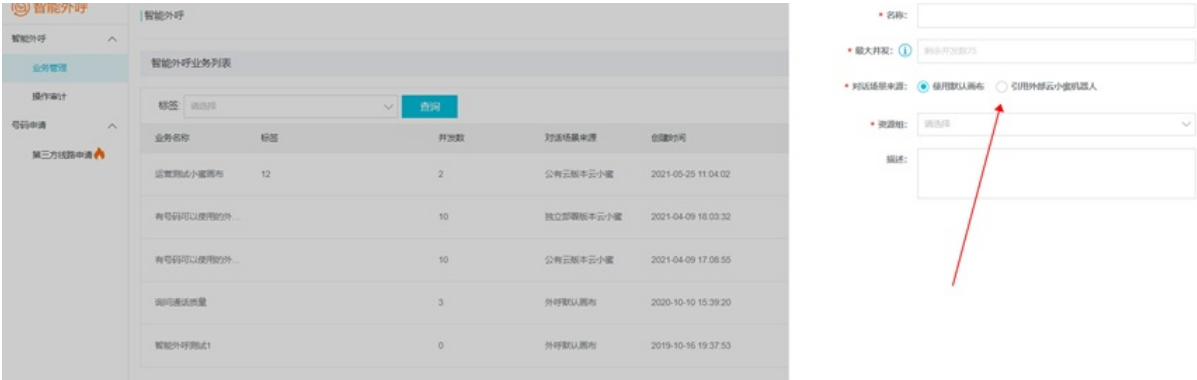 智能外呼
智能外呼
业务管理
操作审计
号码申请
第三方线路申请
智能外呼
智能外呼业务列表
标签 请选择 查询
业务名称 标签 并发数 对话场景来源 创建时间
运营测试小蜜画布 12 2 公有云版本云小蜜 2021-05-25 11:04:02
有号码可以使用的外... 10 独立部署版本云小蜜 2021-04-09 18:03:32
有号码可以使用的外... 10 公有云版本云小蜜 2021-04-09 17:08:55
询问通话质量 3 外呼默认画布 2020-10-10 15:39:20
智能外呼测试1 0 外呼默认画布 2019-10-16 19:37:53
* 名称:
* 最大并发: 剩余并发数75
* 对话场景来源: 使用默认画布 引用外部云小蜜机器人
* 资源组: 请选择
描述: